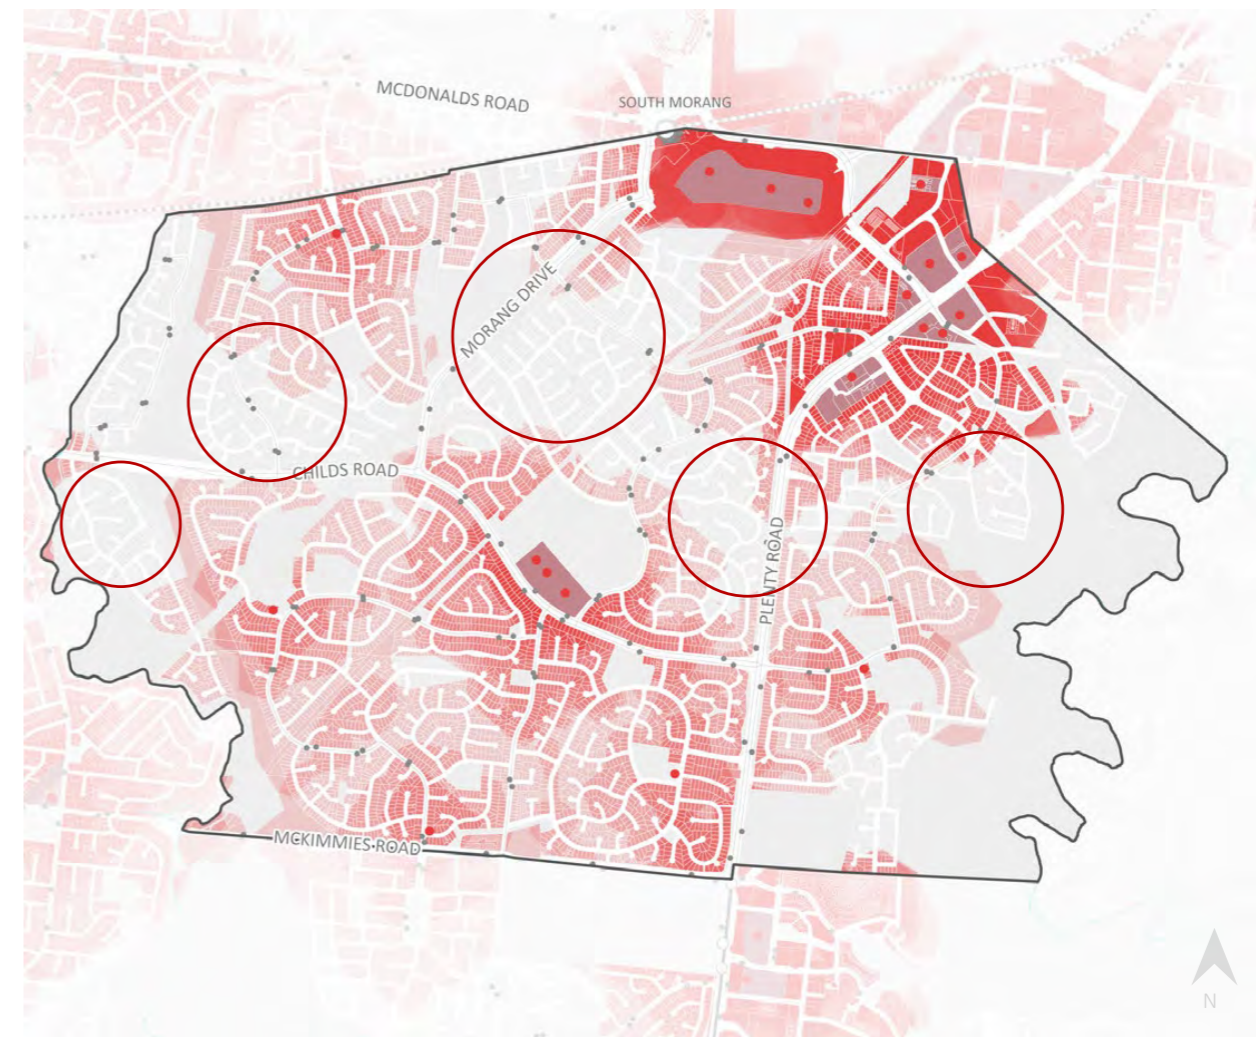 MCDONALDS ROAD
SOUTH MORANG
MORANG DRIVE
CHILDS ROAD
PLENTY ROAD
MCKIMMIES ROAD
N